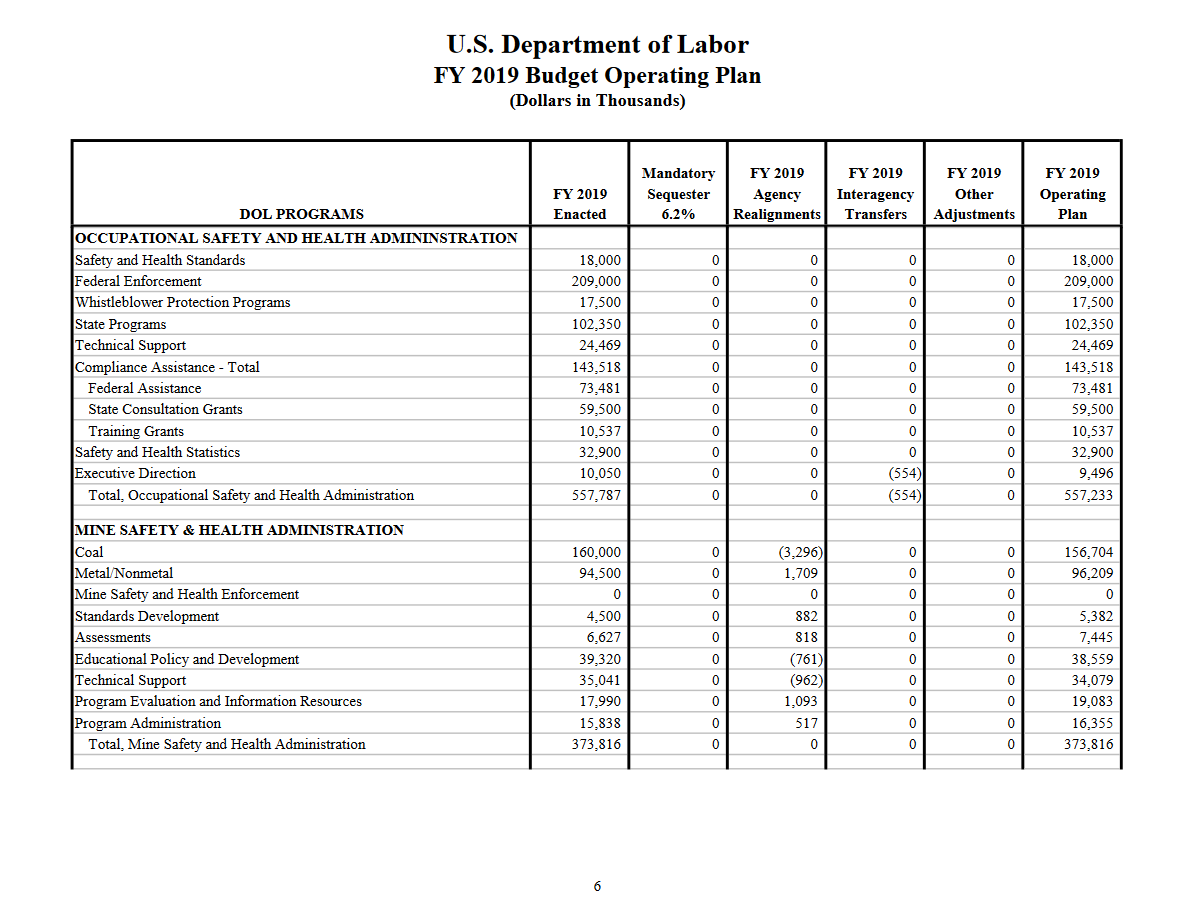 U.S. Department of Labor
FY 2019 Budget Operating Plan
(Dollars in Thousands)
DOL PROGRAMS FY 2019 Enacted Mandatory Sequester 6.2% FY 2019 Agency Realignments FY 2019 Interagency Transfers FY 2019 Other Adjustments FY 2019 Operating Plan
OCCUPATIONAL SAFETY AND HEALTH ADMININSTRATION
Safety and Health Standards 18,000 0 0 0 0 18,000
Federal Enforcement 209,000 0 0 0 0 209,000
Whistleblower Protection Programs 17,500 0 0 0 0 17,500
State Programs 102,350 0 0 0 0 102,350
Technical Support 24,469 0 0 0 0 24,469
Compliance Assistance - Total 143,518 0 0 0 0 143,518
Federal Assistance 73,481 0 0 0 0 73,481
State Consultation Grants 59,500 0 0 0 0 59,500
Training Grants 10,537 0 0 0 0 10,537
Safety and Health Statistics 32,900 0 0 0 0 32,900
Executive Direction 10,050 0 0 (554) 0 9,496
Total, Occupational Safety and Health Administration 557,787 0 0 (554) 0 557,233
MINE SAFETY & HEALTH ADMINISTRATION
Coal 160,000 0 (3,296) 0 0 156,704
Metal/Nonmetal 94,500 0 1,709 0 0 96,209
Mine Safety and Health Enforcement 0 0 0 0 0 0
Standards Development 4,500 0 882 0 0 5,382
Assessments 6,627 0 818 0 0 7,445
Educational Policy and Development 39,320 0 (761) 0 0 38,559
Technical Support 35,041 0 (962) 0 0 34,079
Program Evaluation and Information Resources 17,990 0 1,093 0 0 19,083
Program Administration 15,838 0 517 0 0 16,355
Total, Mine Safety and Health Administration 373,816 0 0 0 0 373,816
6